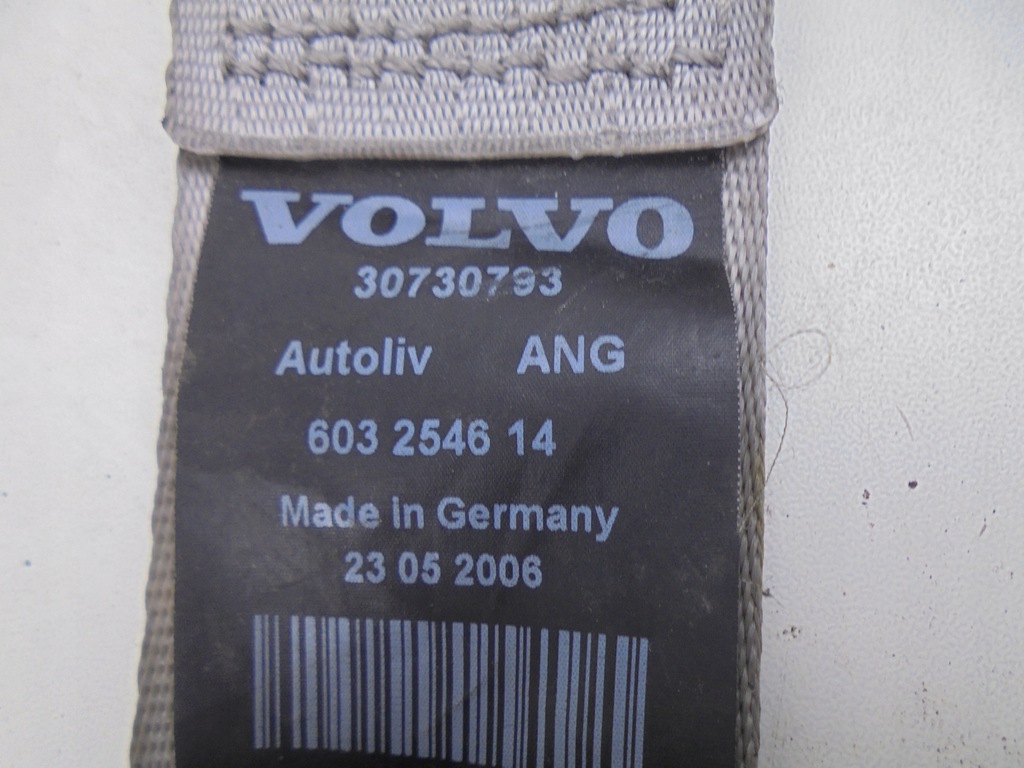 VOLVO
30730793
Autoliv ANG
603 2546 14
Made in Germany
23 05 2006